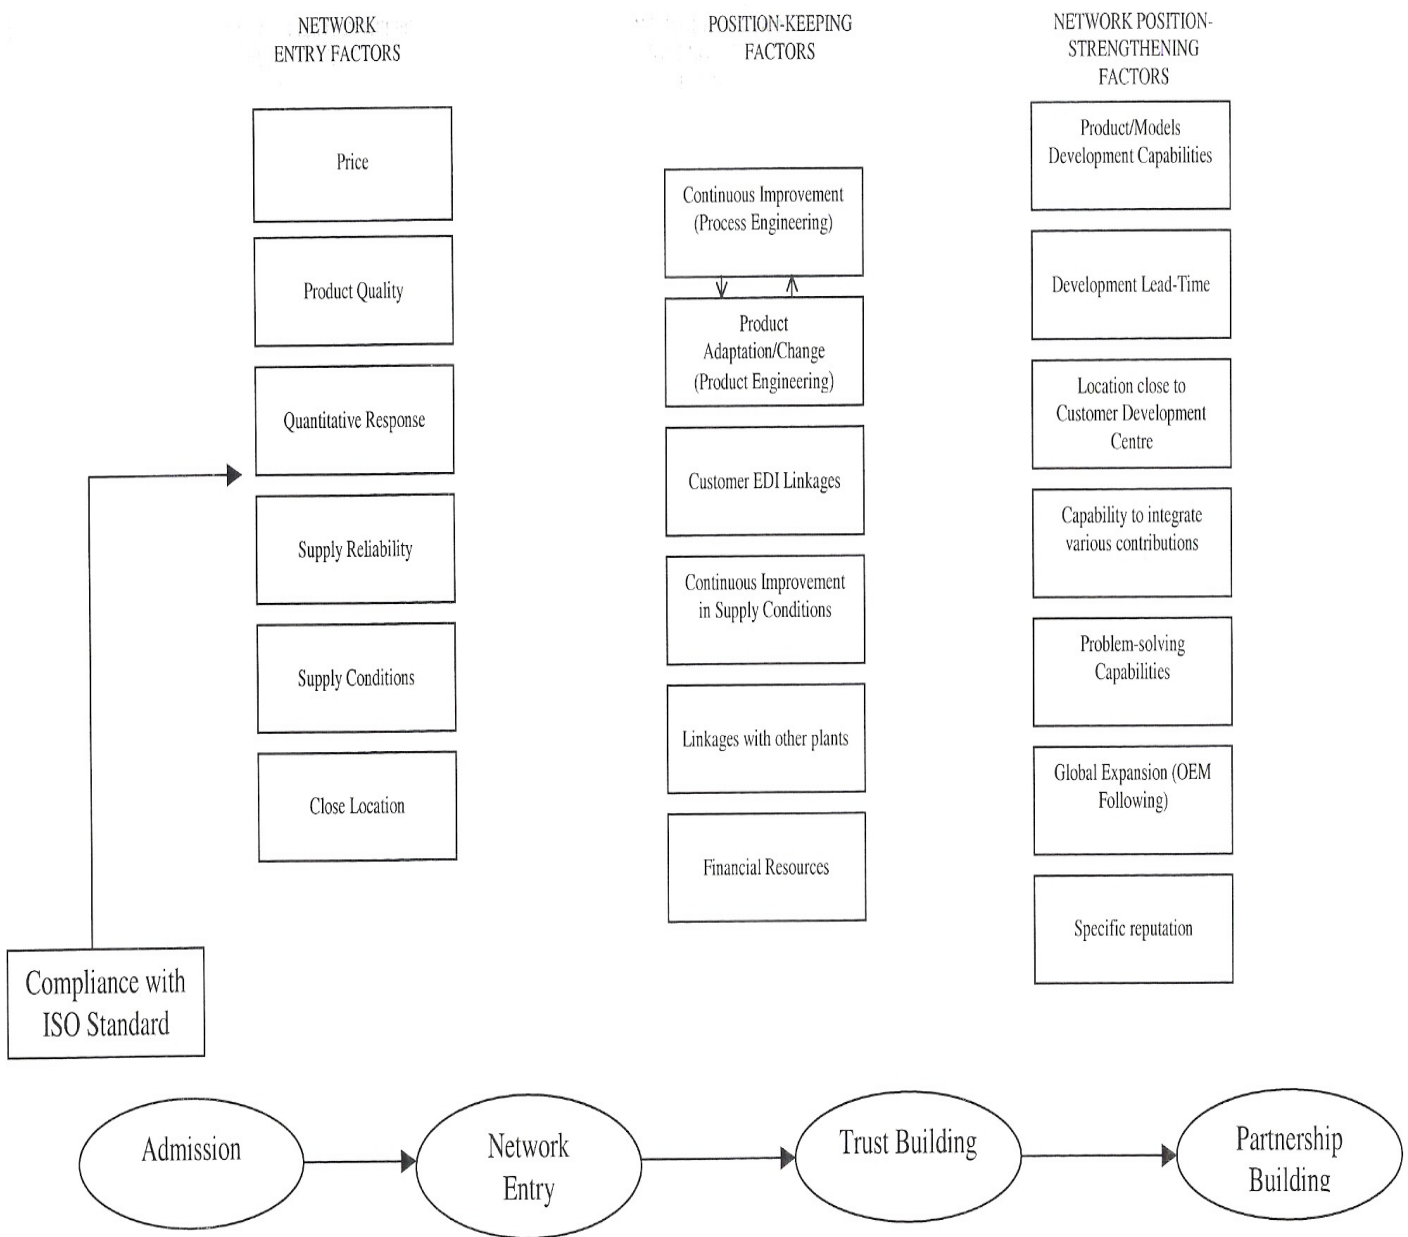 NETWORK
ENTRY FACTORS
Price
Product Quality
Quantitative Response
Supply Reliability
Supply Conditions
Close Location
POSITION-KEEPING
FACTORS
Continuous Improvement
(Process Engineering)
Product
Adaptation/Change
(Product Engineering)
Customer EDI Linkages
Continuous Improvement
in Supply Conditions
Linkages with other plants
Financial Resources
NETWORK POSITION-
STRENGTHENING
FACTORS
Product/Models
Development Capabilities
Development Lead-Time
Location close to
Customer Development
Centre
Capability to integrate
various contributions
Problem-solving
Capabilities
Global Expansion (OEM
Following)
Specific reputation
Compliance with
ISO Standard
Admission
Network
Entry
Trust Building
Partnership
Building